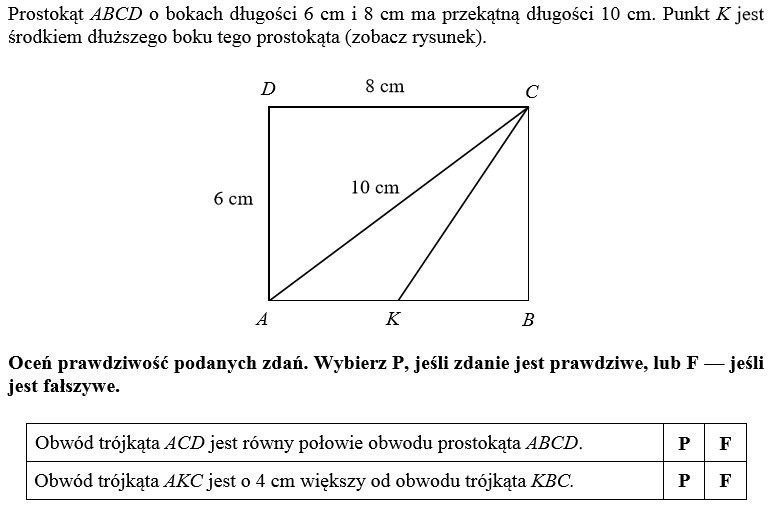 Prostokąt ABCD o bokach długości 6 cm i 8 cm ma przekątną długości 10 cm. Punkt K jest
środkiem dłuższego boku tego prostokąta (zobacz rysunek).
D 8 cm C
10 cm
6 cm
A K B
Oceń prawdziwość podanych zdań. Wybierz P, jeśli zdanie jest prawdziwe, lub F — jeśli
jest fałszywe.
Obwód trójkąta ACD jest równy połowie obwodu prostokąta ABCD. P F
Obwód trójkąta AKC jest o 4 cm większy od obwodu trójkąta KBC. P F